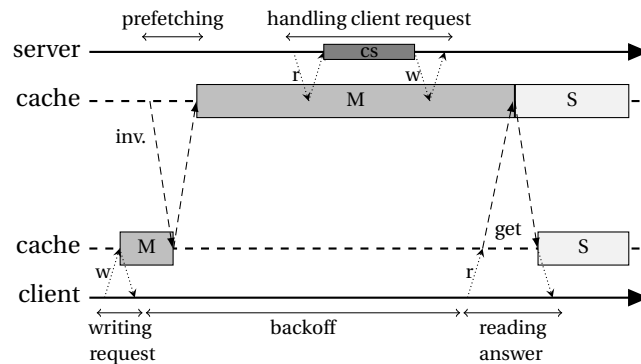 prefetching
handling client request
server
cs
r
w
cache
M
S
inv.
get
cache
M
S
w
r
client
writing
request
backoff
reading
answer